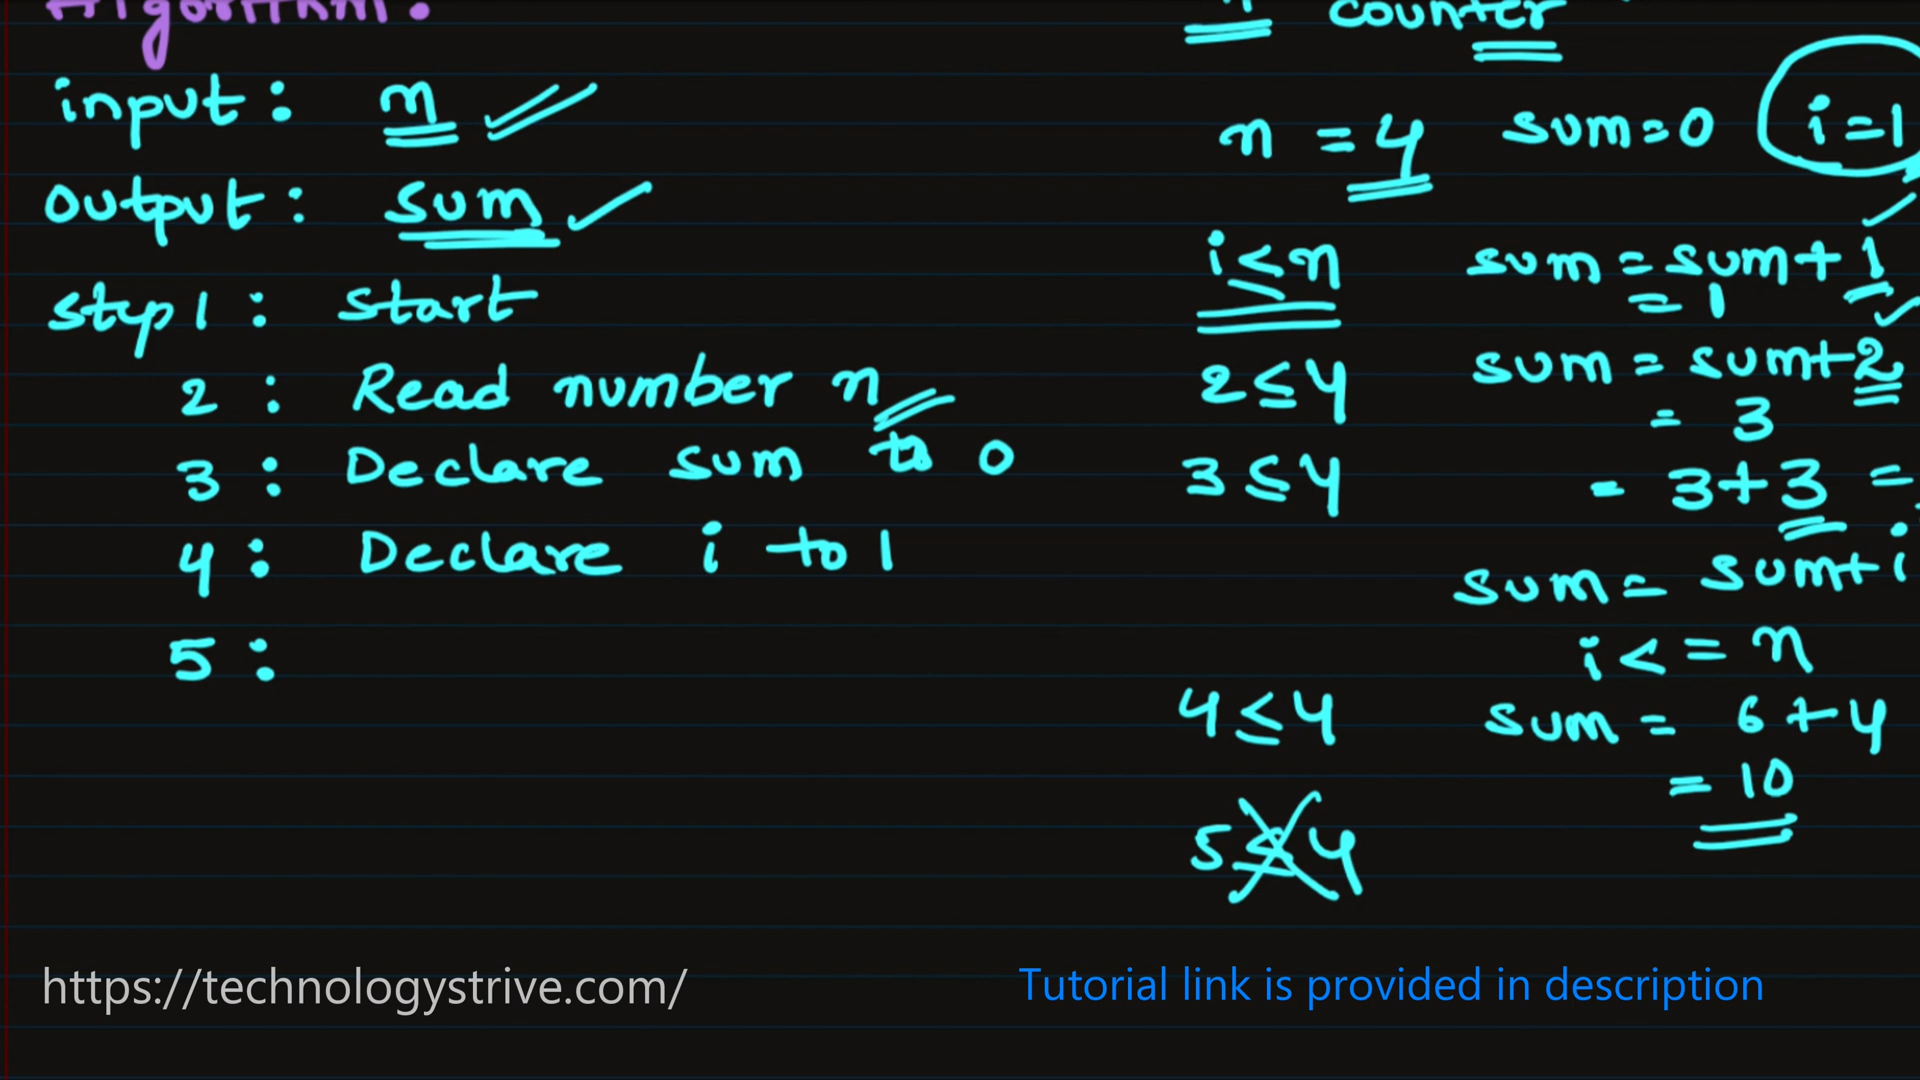 Algorithm:
input: n
output: sum
step 1: start
2: Read number n
3: Declare sum to 0
4: Declare i to 1
5:
counter
n = 4 sum=0 i=1
i≤n sum=sum+1
= 1
2≤4 sum = sum+2
= 3
3≤4 = 3+3 =
sum= sum+i
i<=n
4≤4 sum = 6+4
= 10
5≤4
https://technologystrive.com/
Tutorial link is provided in description